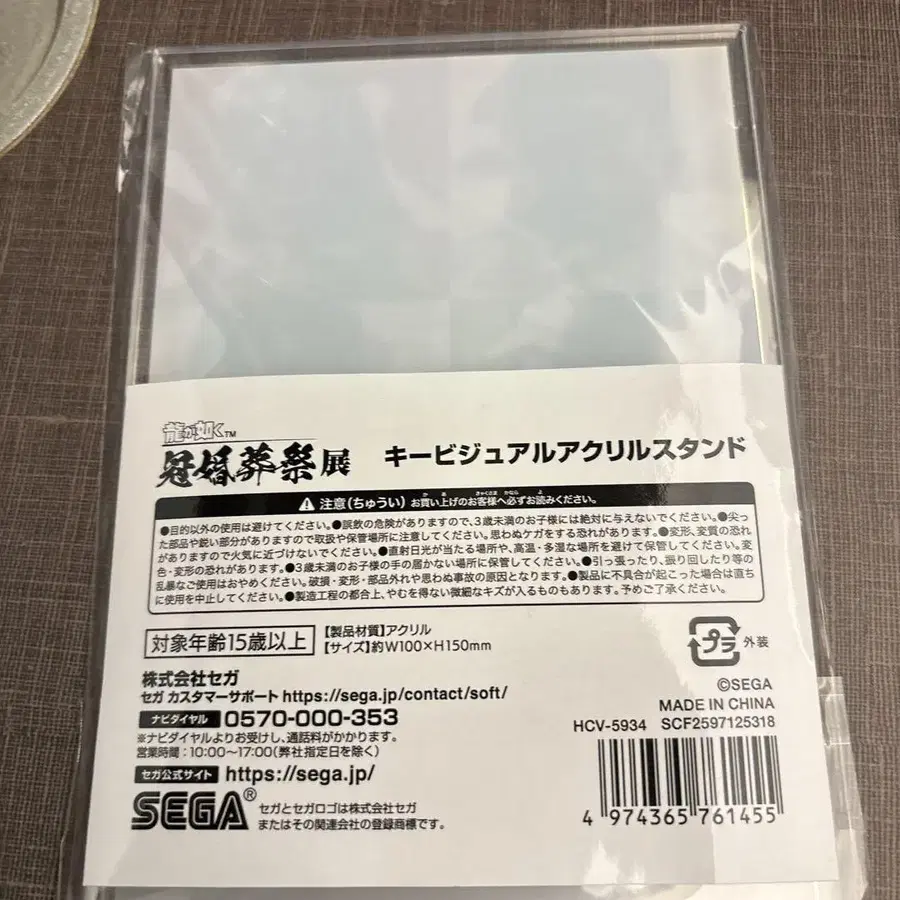 龍が如く™
冠婚葬祭展 キービジュアルアクリルスタンド
注意(ちゅうい) お買い上げのお客様へ必ずお読みください。
●目的以外の使用は避けてください。●誤飲の危険がありますので、3歳未満のお子様には絶対に与えないでください。●尖っ
た部品や鋭い部分がありますので取扱や保管場所に注意してください。思わぬケガをする恐れがあります。●変形、変質の恐れ
がありますので火気に近づけないでください。●直射日光が当たる場所や、高温・多湿な場所を避けて保管してください。変
色・変形の恐れがあります。●3歳未満のお子様の手の届かない場所に保管してください。●引っ張ったり、振り回したり等の
乱暴なご使用はおやめください。破損・変形・部品外れや思わぬ事故の原因となります。●製品に不具合が起こった場合は直ち
に使用を中止してください。●製造工程の都合上、やむを得ない微細なキズが入るものもあります。予めご了承ください。
対象年齢15歳以上
【製品材質】アクリル
【サイズ】約W100×H150mm
プラ 外装
株式会社セガ
セガ カスタマーサポート https://sega.jp/contact/soft/
ナビダイヤル 0570-000-353
※ナビダイヤルよりお受けし、通話料がかかります。
営業時間:10:00〜17:00(弊社指定日を除く)
セガ公式サイト https://sega.jp/
SEGA® セガとセガロゴは株式会社セガ
またはその関連会社の登録商標です。
©SEGA
MADE IN CHINA
HCV-5934 SCF2597125318
4 974365 761455